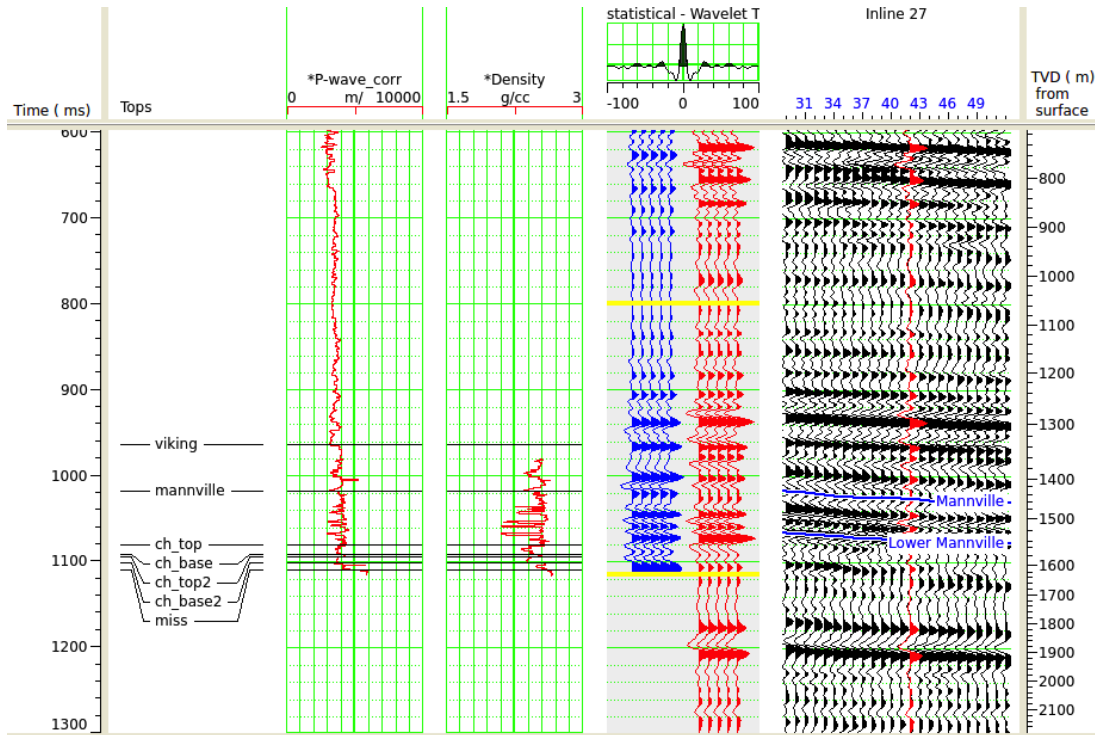 statistical - Wavelet T
Inline 27
*P-wave_corr
*Density
TVD ( m)
from
surface
Time ( ms)
Tops
0 m/ 10000
1.5 g/cc 3
-100 0 100
31 34 37 40 43 46 49
600
700
800
900
1000
1100
1200
1300
viking
mannville
ch_top
ch_base
ch_top2
ch_base2
miss
Mannville
Lower Mannville
800
900
1000
1100
1200
1300
1400
1500
1600
1700
1800
1900
2000
2100